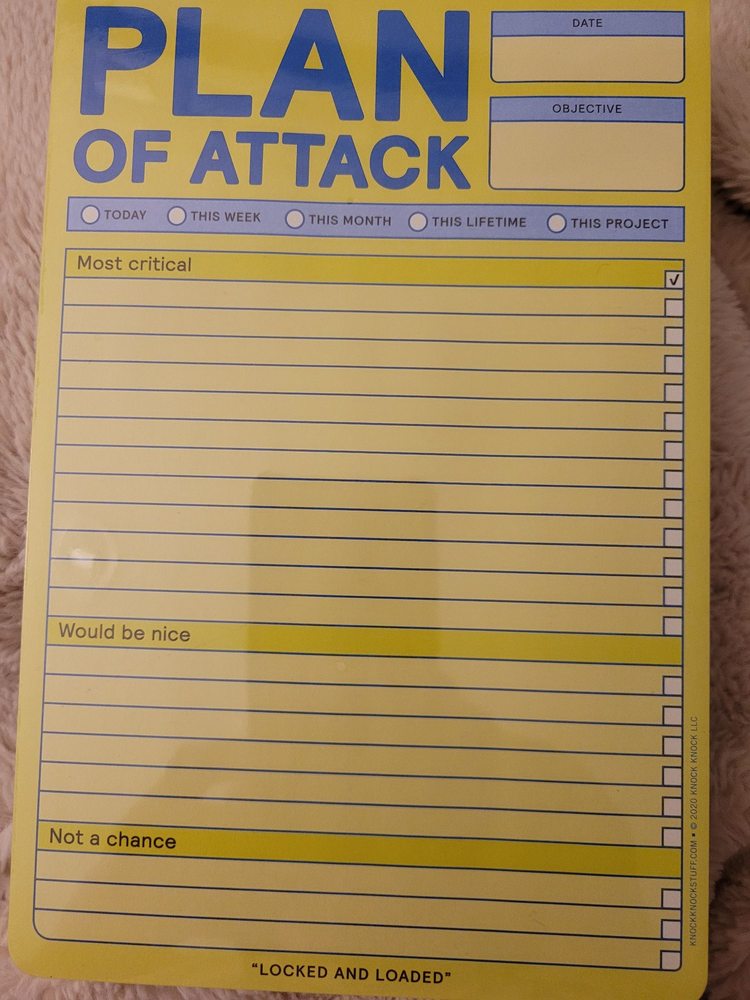 PLAN
OF ATTACK
DATE
OBJECTIVE
TODAY THIS WEEK THIS MONTH THIS LIFETIME THIS PROJECT
Most critical
✓
Would be nice
Not a chance
"LOCKED AND LOADED"
KNOCKKNOCKSTUFF.COM • © 2020 KNOCK KNOCK LLC